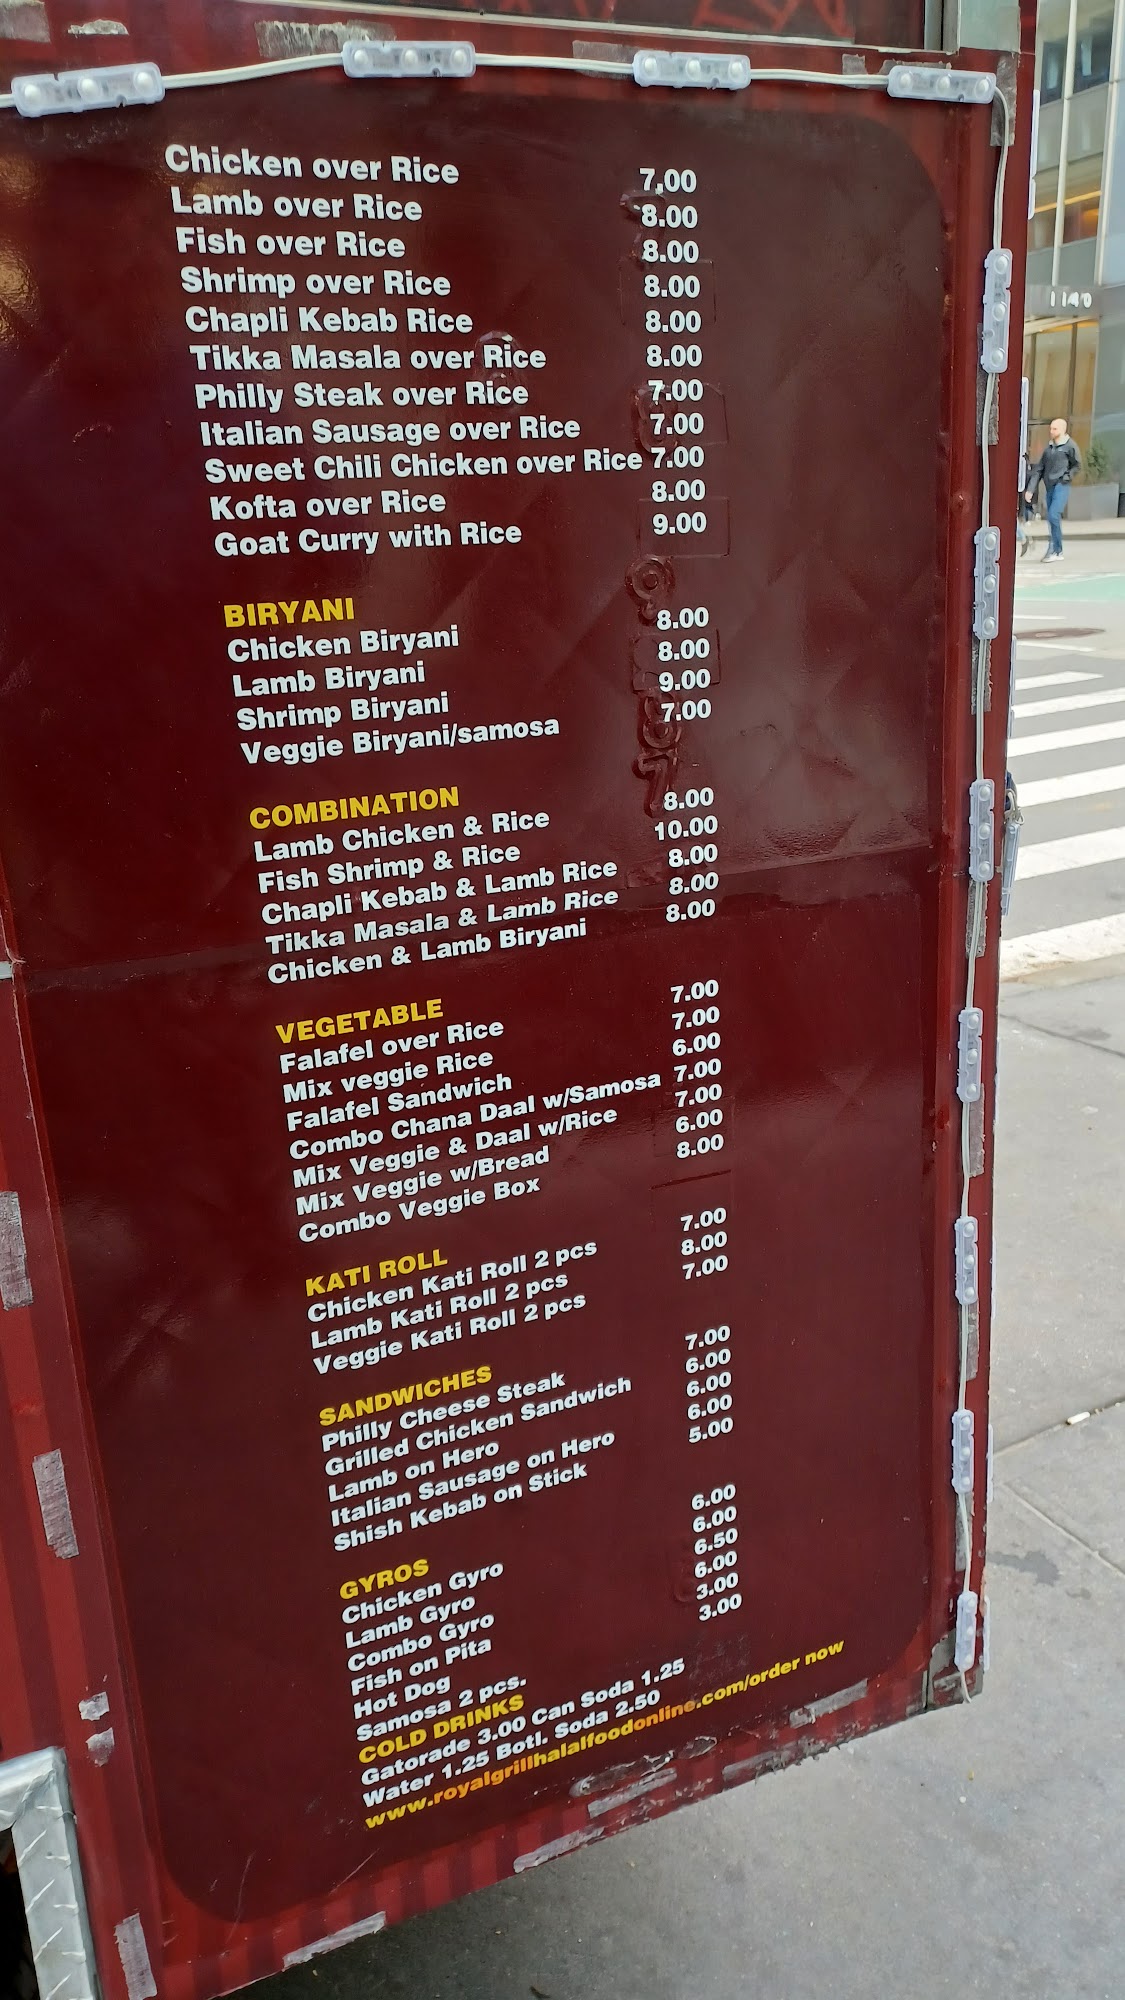 Chicken over Rice 7,00
Lamb over Rice 8.00
Fish over Rice 8.00
Shrimp over Rice 8.00
Chapli Kebab Rice 8.00
Tikka Masala over Rice 8.00
Philly Steak over Rice 7.00
Italian Sausage over Rice 7.00
Sweet Chili Chicken over Rice 7.00
Kofta over Rice 8.00
Goat Curry with Rice 9.00
BIRYANI
Chicken Biryani 8.00
Lamb Biryani 8.00
Shrimp Biryani 9.00
Veggie Biryani/samosa 7.00
COMBINATION
Lamb Chicken & Rice 8.00
Fish Shrimp & Rice 10.00
Chapli Kebab & Lamb Rice 8.00
Tikka Masala & Lamb Rice 8.00
Chicken & Lamb Biryani 8.00
VEGETABLE
Falafel over Rice 7.00
Mix veggie Rice 7.00
Falafel Sandwich 6.00
Combo Chana Daal w/Samosa 7.00
Mix Veggie & Daal w/Rice 7.00
Mix Veggie w/Bread 6.00
Combo Veggie Box 8.00
KATI ROLL
Chicken Kati Roll 2 pcs 7.00
Lamb Kati Roll 2 pcs 8.00
Veggie Kati Roll 2 pcs 7.00
SANDWICHES
Philly Cheese Steak 7.00
Grilled Chicken Sandwich 6.00
Lamb on Hero 6.00
Italian Sausage on Hero 6.00
Shish Kebab on Stick 5.00
GYROS
Chicken Gyro 6.00
Lamb Gyro 6.00
Combo Gyro 6.50
Fish on Pita 6.00
Hot Dog 3.00
Samosa 2 pcs. 3.00
COLD DRINKS
Gatorade 3.00 Can Soda 1.25
Water 1.25 Botl. Soda 2.50
www.royalgrillhalalfoodonline.com/order now
1140